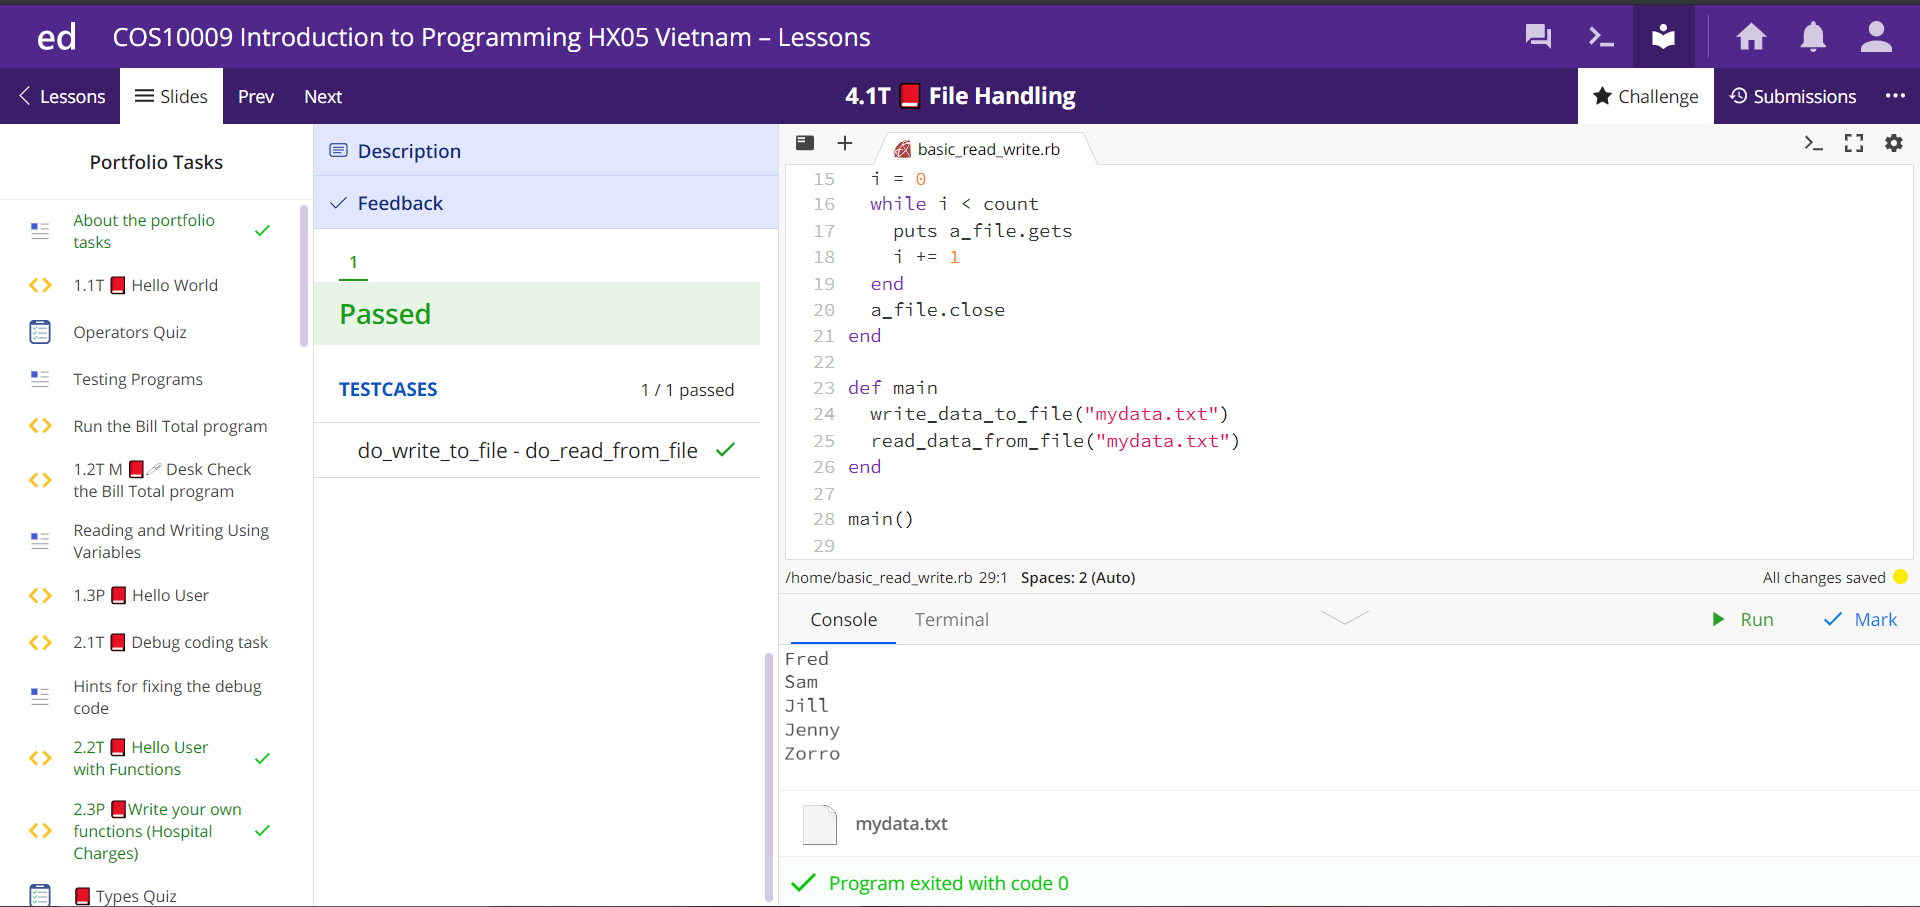 ed COS10009 Introduction to Programming HX05 Vietnam – Lessons
Lessons Slides Prev Next 4.1T 📕 File Handling Challenge Submissions
Portfolio Tasks
About the portfolio
tasks
1.1T 📕 Hello World
Operators Quiz
Testing Programs
Run the Bill Total program
1.2T M 📕 Desk Check
the Bill Total program
Reading and Writing Using
Variables
1.3P 📕 Hello User
2.1T 📕 Debug coding task
Hints for fixing the debug
code
2.2T 📕 Hello User
with Functions
2.3P 📕Write your own
functions (Hospital
Charges)
📕 Types Quiz
Description
Feedback
1
Passed
TESTCASES 1 / 1 passed
do_write_to_file - do_read_from_file
basic_read_write.rb
15 i = 0
16 while i < count
17 puts a_file.gets
18 i += 1
19 end
20 a_file.close
21 end
22
23 def main
24 write_data_to_file("mydata.txt")
25 read_data_from_file("mydata.txt")
26 end
27
28 main()
29
/home/basic_read_write.rb 29:1 Spaces: 2 (Auto) All changes saved
Console Terminal Run Mark
Fred
Sam
Jill
Jenny
Zorro
mydata.txt
Program exited with code 0